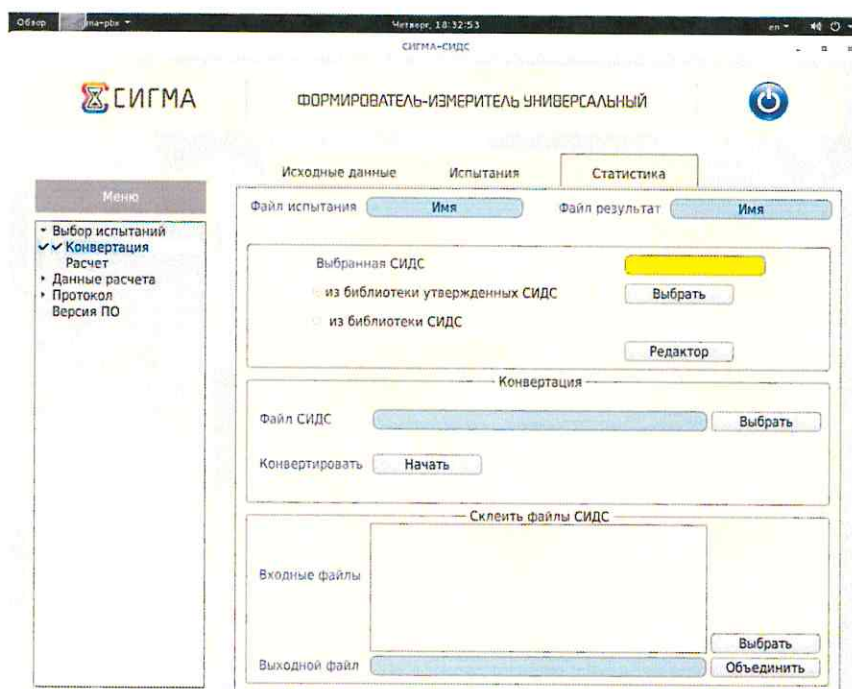 Обзор
Четверг, 18:32:53
en
СИГМА-СИДС
СИГМА
ФОРМИРОВАТЕЛЬ-ИЗМЕРИТЕЛЬ УНИВЕРСАЛЬНЫЙ
Исходные данные Испытания Статистика
Меню
Выбор испытаний
Конвертация
Расчет
Данные расчета
Протокол
Версия ПО
Файл испытания Имя Файл результат Имя
Выбранная СИДС
из библиотеки утвержденных СИДС Выбрать
из библиотеки СИДС
Редактор
Конвертация
Файл СИДС Выбрать
Конвертировать Начать
Склеить файлы СИДС
Входные файлы
Выбрать
Выходной файл Объединить